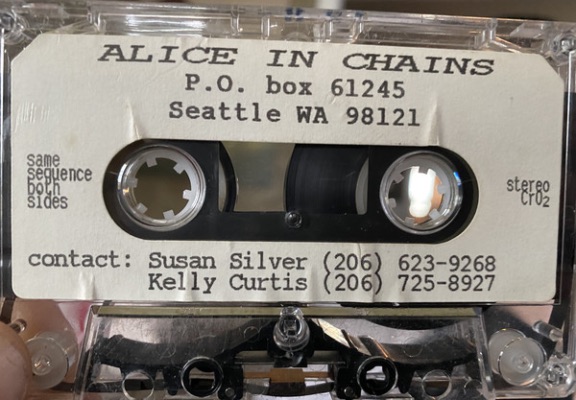 ALICE IN CHAINS
P.O. box 61245
Seattle WA 98121
same
sequence
both
sides
stereo
CrO2
contact: Susan Silver (206) 623-9268
Kelly Curtis (206) 725-8927